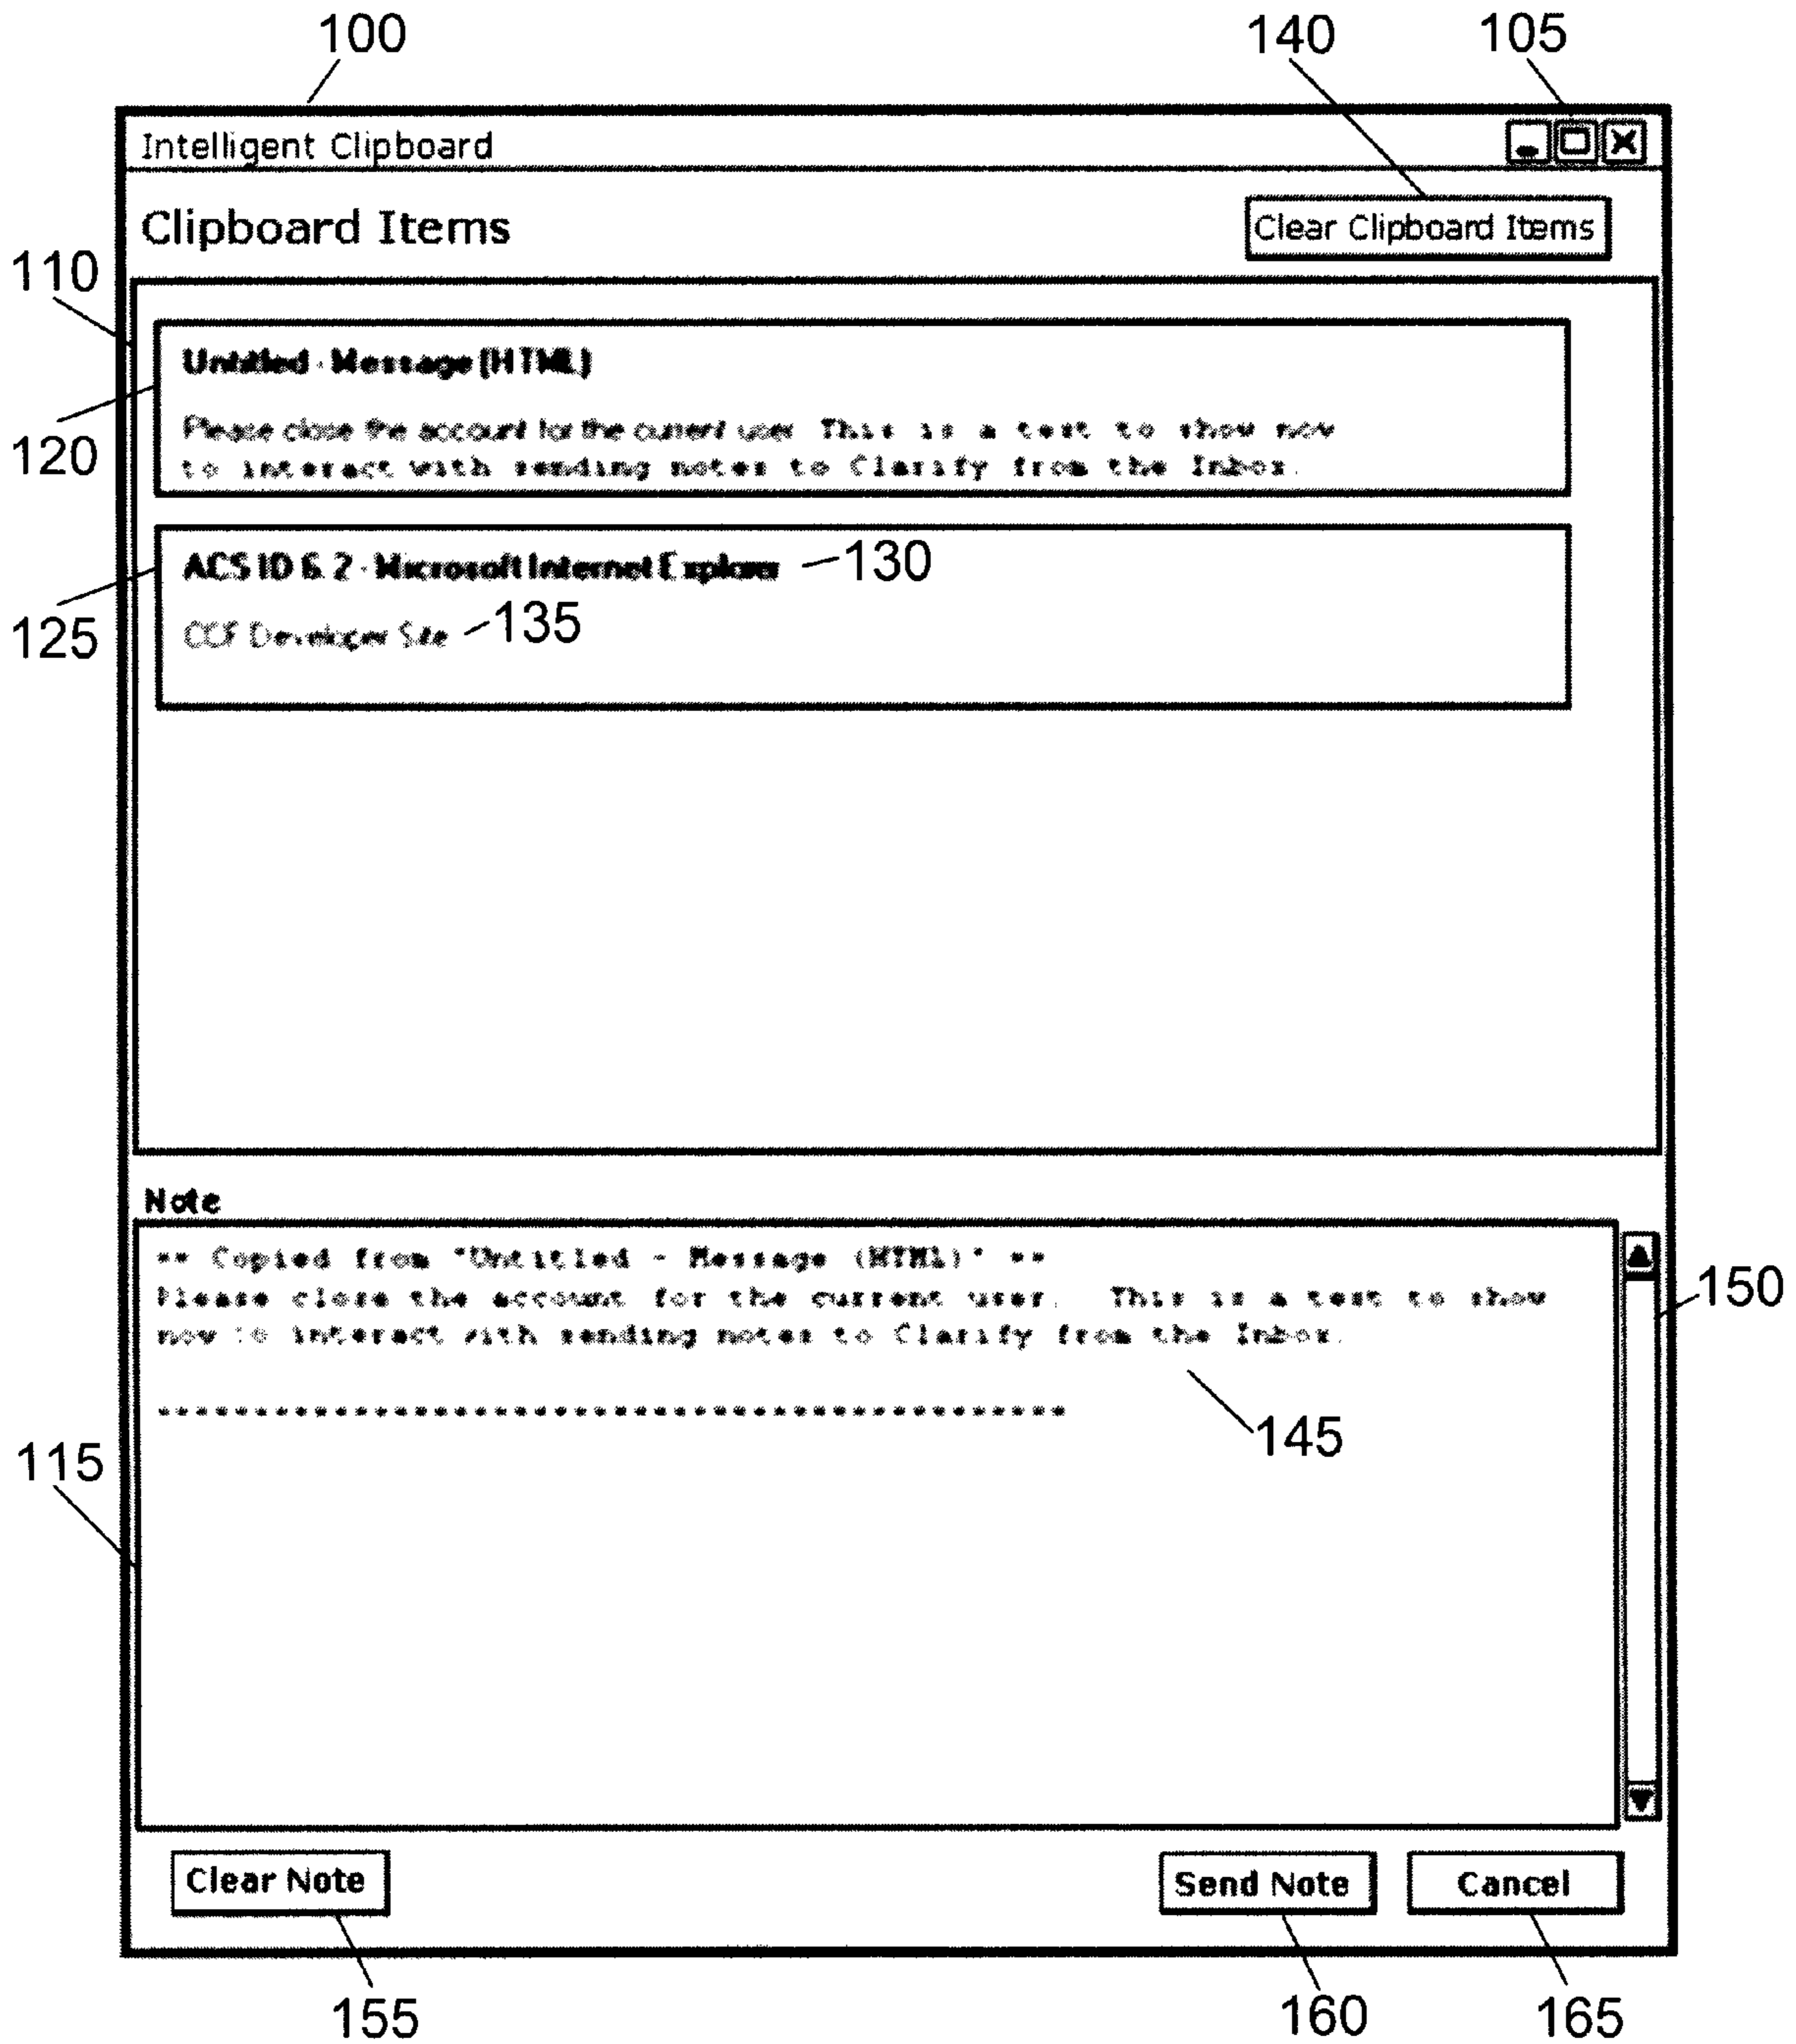 100
140
105
Intelligent Clipboard
Clipboard Items
Clear Clipboard Items
110
Untitled - Message (HTML)
120
Please close the account for the current user. This is a test to show now
to interact with sending notes to Clarify from the Inbox.
ACS ID 6.2 - Microsoft Internet Explorer
130
125
CCF Developer Site
135
Note
-- Copied from "Untitled - Message (HTML)" --
Please close the account for the current user. This is a test to show
now to interact with sending notes to Clarify from the Inbox.
150
145
115
Clear Note
Send Note
Cancel
155
160
165